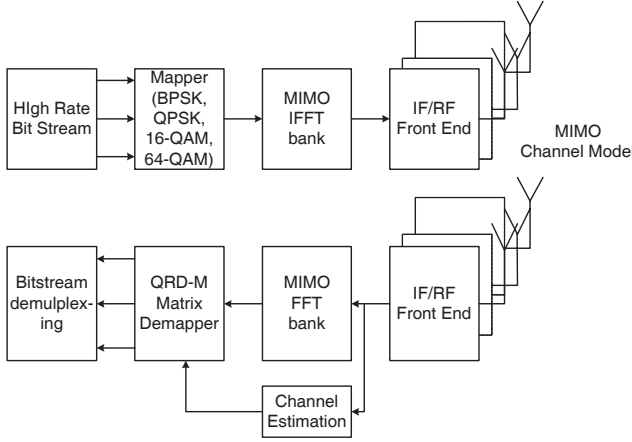 HIgh Rate
Bit Stream
Mapper
(BPSK,
QPSK,
16-QAM,
64-QAM)
MIMO
IFFT
bank
IF/RF
Front End
MIMO
Channel Model
Bitstream
demulplex-
ing
QRD-M
Matrix
Demapper
MIMO
FFT
bank
IF/RF
Front End
Channel
Estimation